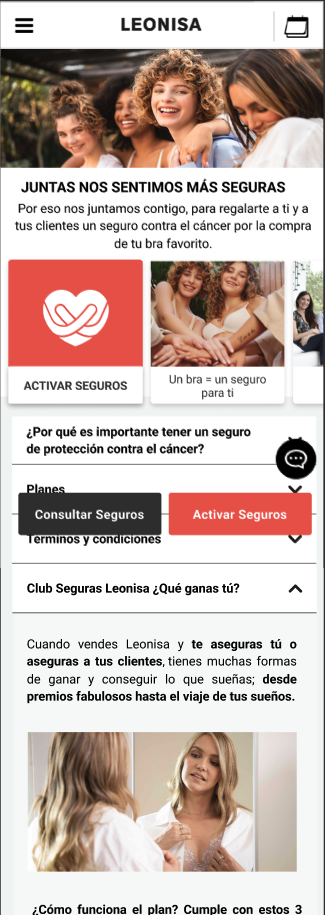 LEONISA
JUNTAS NOS SENTIMOS MÁS SEGURAS
Por eso nos juntamos contigo, para regalarte a ti y a
tus clientes un seguro contra el cáncer por la compra
de tu bra favorito.
ACTIVAR SEGUROS
Un bra = un seguro
para ti
¿Por qué es importante tener un seguro
de protección contra el cáncer?
Planes
Consultar Seguros
Activar Seguros
Términos y condiciones
Club Seguras Leonisa ¿Qué ganas tú?
Cuando vendes Leonisa y te aseguras tú o
aseguras a tus clientes, tienes muchas formas
de ganar y conseguir lo que sueñas; desde
premios fabulosos hasta el viaje de tus sueños.
¿Cómo funciona el plan? Cumple con estos 3